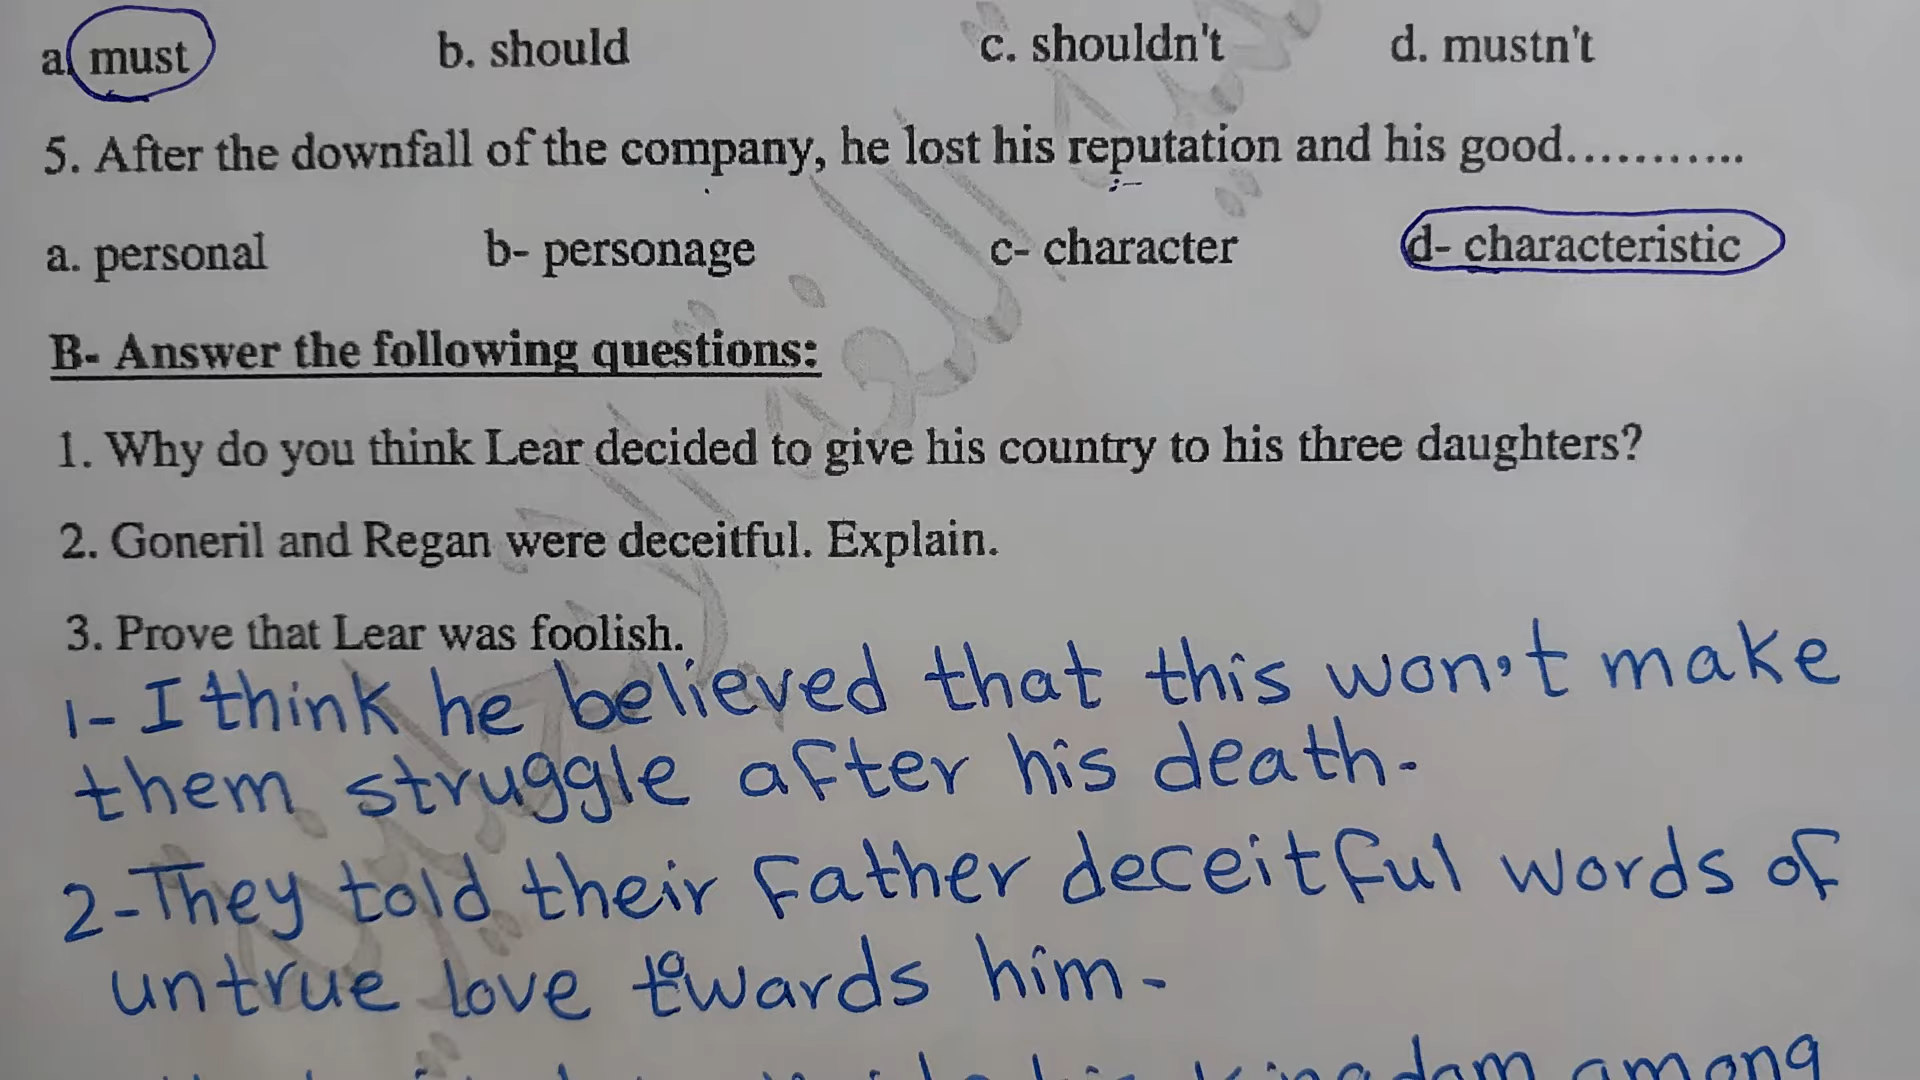 a. must b. should c. shouldn't d. mustn't
5. After the downfall of the company, he lost his reputation and his good...........
a. personal b- personage c- character d- characteristic
B- Answer the following questions:
1. Why do you think Lear decided to give his country to his three daughters?
2. Goneril and Regan were deceitful. Explain.
3. Prove that Lear was foolish.
1- I think he believed that this won't make
them struggle after his death.
2- They told their father deceitful words of
untrue love towards him.
his kingdom among